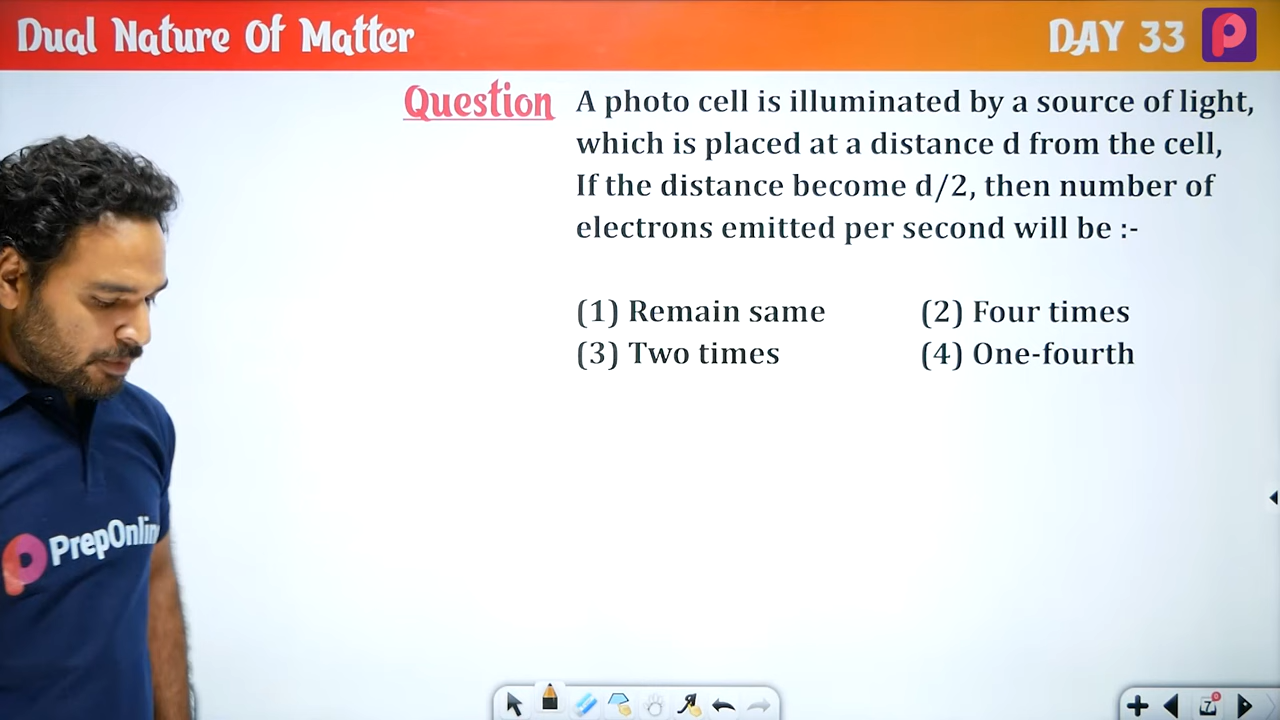 Dual Nature Of Matter
DAY 33
Question
A photo cell is illuminated by a source of light,
which is placed at a distance d from the cell,
If the distance become d/2, then number of
electrons emitted per second will be :-
(1) Remain same
(2) Four times
(3) Two times
(4) One-fourth
PrepOnlin